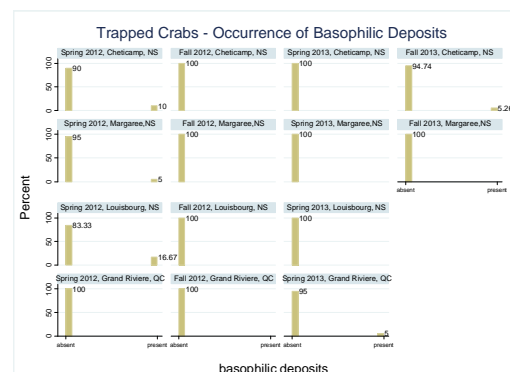 Trapped Crabs - Occurrence of Basophilic Deposits
Spring 2012, Cheticamp, NS
Fall 2012, Cheticamp, NS
Spring 2013, Cheticamp, NS
Fall 2013, Cheticamp, NS
0 50 100
90
10
100
100
94.74
5.26
Spring 2012, Margaree,NS
Fall 2012, Margaree,NS
Spring 2013, Margaree,NS
Fall 2013, Margaree,NS
0 50 100
95
5
100
100
100
absent present
Percent
Spring 2012, Louisbourg, NS
Fall 2012, Louisbourg, NS
Spring 2013, Louisbourg, NS
0 50 100
83.33
16.67
100
100
Spring 2012, Grand Riviere, QC
Fall 2012, Grand Riviere, QC
Spring 2013, Grand Riviere, QC
0 50 100
100
100
95
5
absent present
absent present
absent present
basophilic deposits